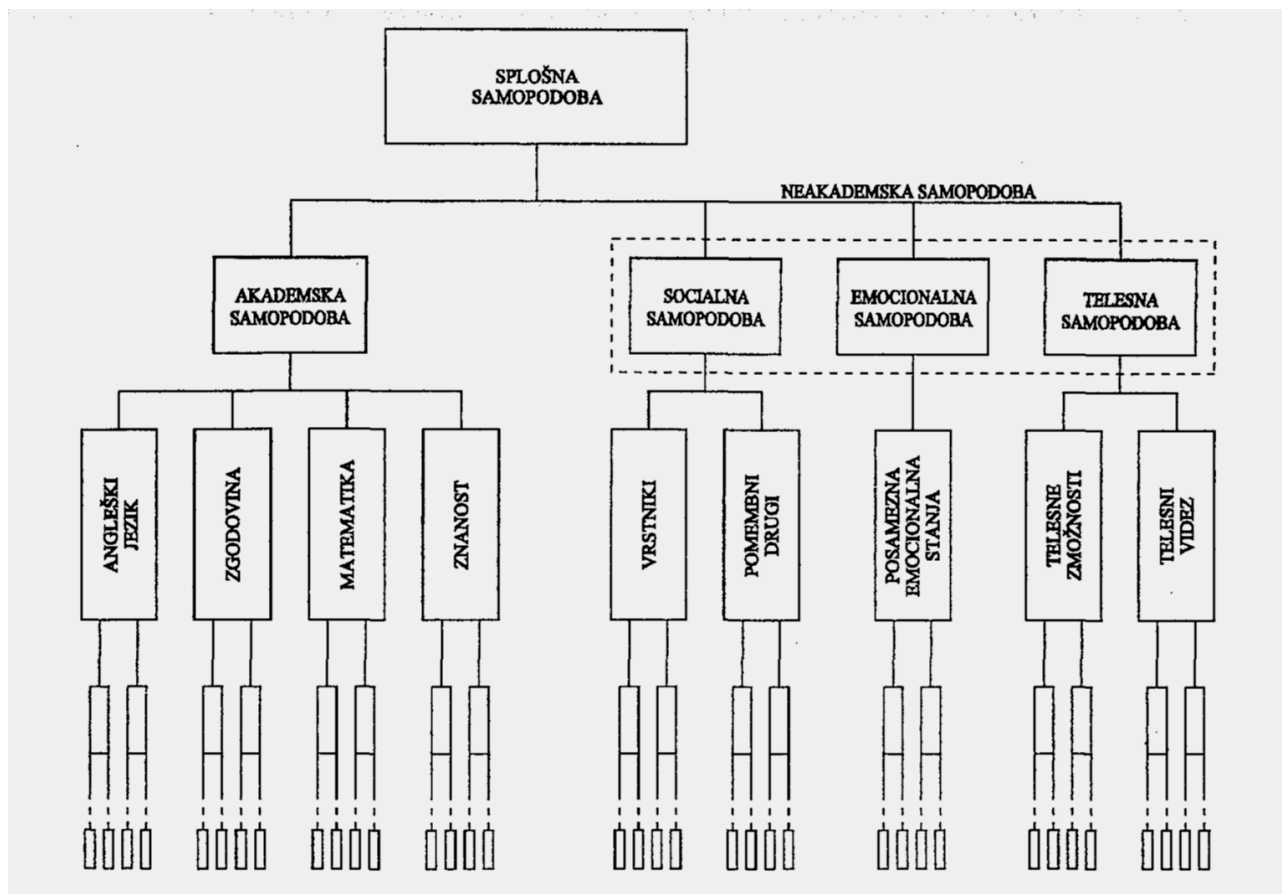 SPLOŠNA
SAMOPODOBA
NEAKADEMSKA SAMOPODOBA
AKADEMSKA
SAMOPODOBA
SOCIALNA
SAMOPODOBA
EMOCIONALNA
SAMOPODOBA
TELESNA
SAMOPODOBA
ANGLEŠKI
JEZIK
ZGODOVINA
MATEMATIKA
ZNANOST
VRSTNIKI
POMEMBNI
DRUGI
POSAMEZNA
EMOCIONALNA
STANJA
TELESNE
ZMOŽNOSTI
TELESNI
VIDEZ